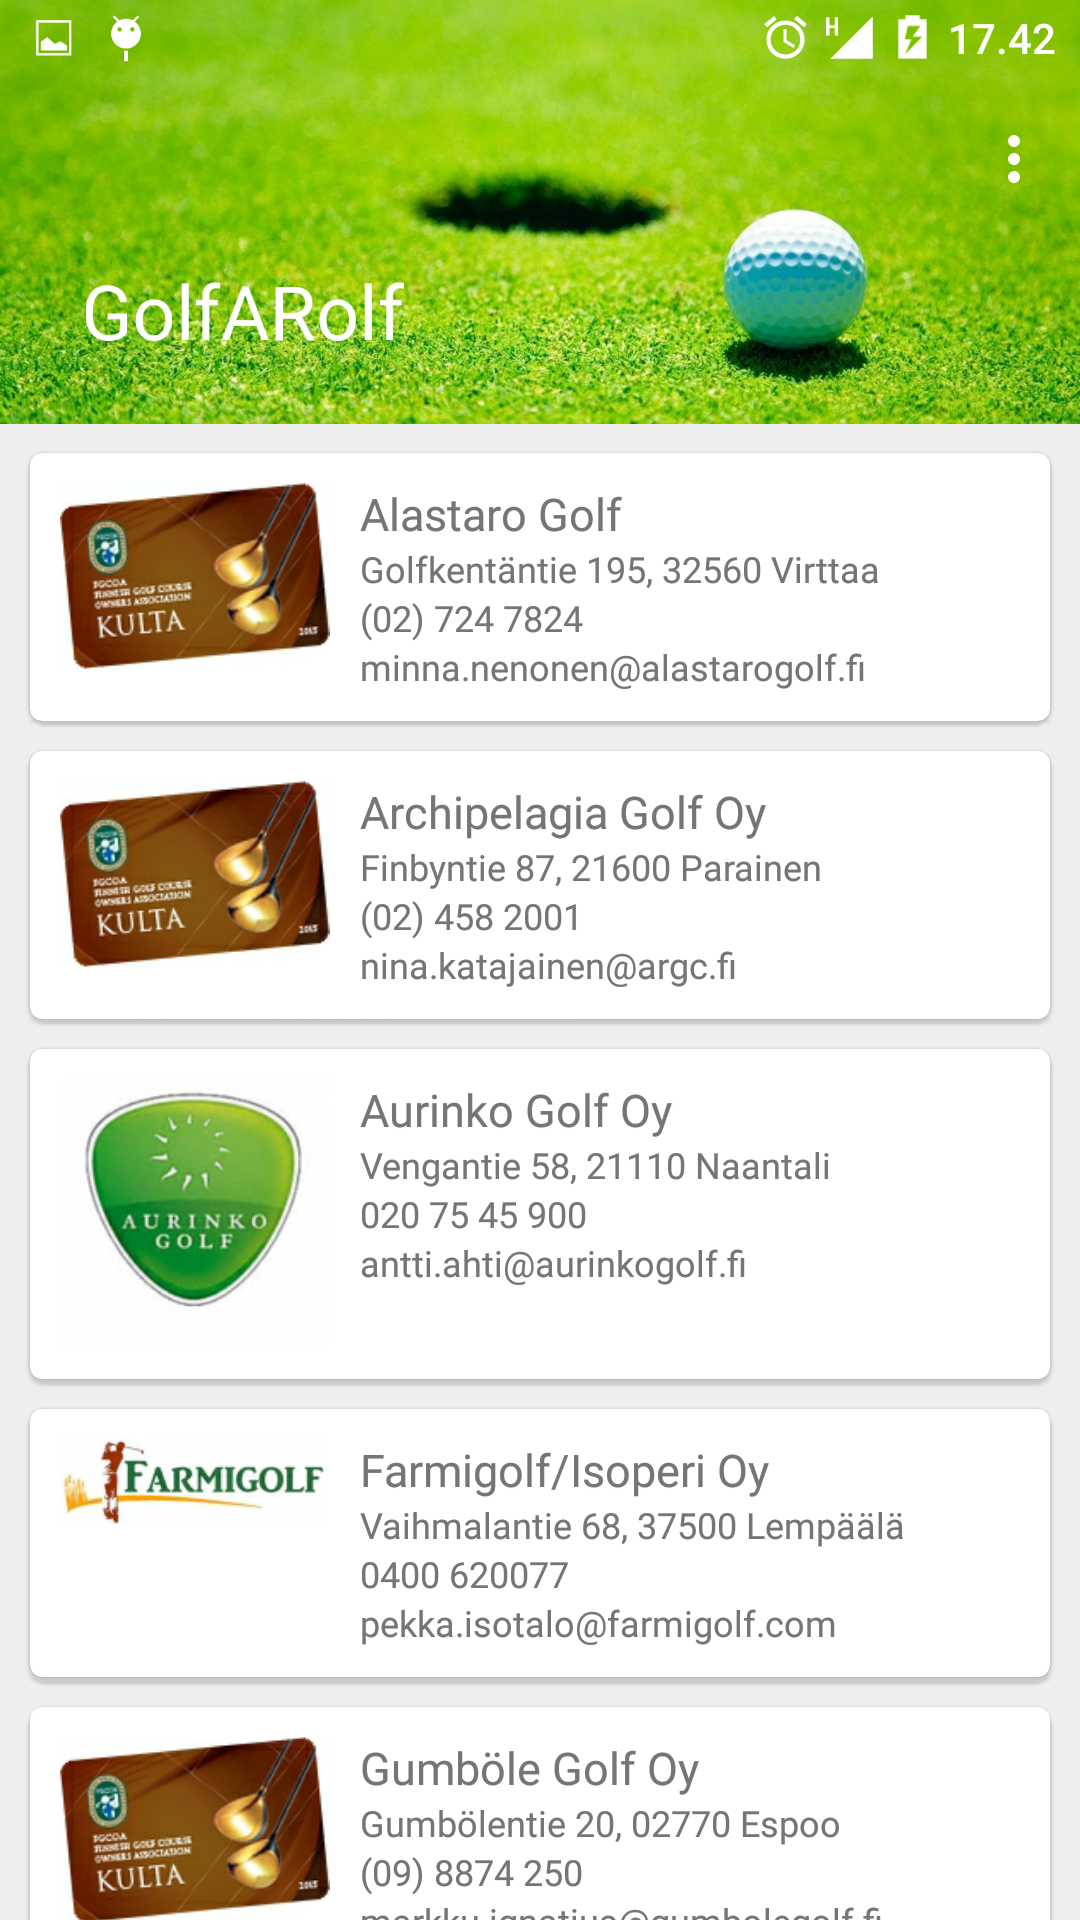 H 17.42
GolfARolf
FGCOA
FINNISH GOLF COURSE
OWNERS ASSOCIATION
KULTA
2015
Alastaro Golf
Golfkentäntie 195, 32560 Virttaa
(02) 724 7824
minna.nenonen@alastarogolf.fi
FGCOA
FINNISH GOLF COURSE
OWNERS ASSOCIATION
KULTA
2015
Archipelagia Golf Oy
Finbyntie 87, 21600 Parainen
(02) 458 2001
nina.katajainen@argc.fi
AURINKO
GOLF
Aurinko Golf Oy
Vengantie 58, 21110 Naantali
020 75 45 900
antti.ahti@aurinkogolf.fi
FARMIGOLF
Farmigolf/Isoperi Oy
Vaihmalantie 68, 37500 Lempäälä
0400 620077
pekka.isotalo@farmigolf.com
FGCOA
FINNISH GOLF COURSE
OWNERS ASSOCIATION
KULTA
2015
Gumböle Golf Oy
Gumbölentie 20, 02770 Espoo
(09) 8874 250
markku.ignatius@gumbolegolf.fi